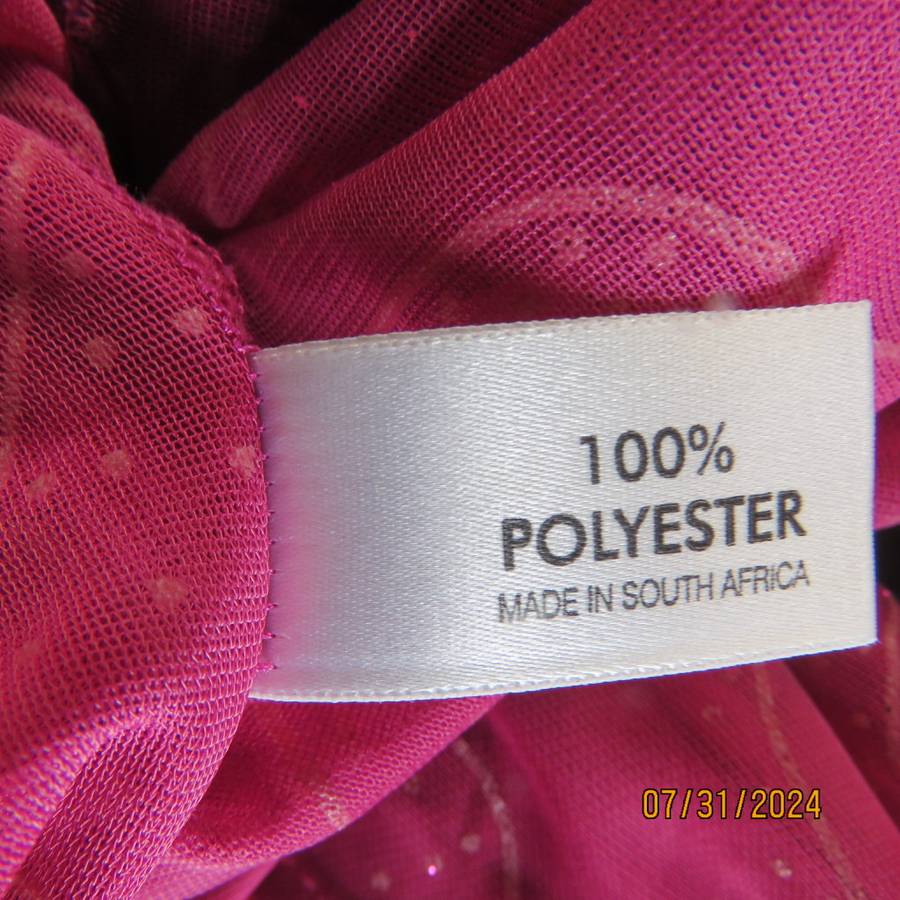 100%
POLYESTER
MADE IN SOUTH AFRICA
07/31/2024